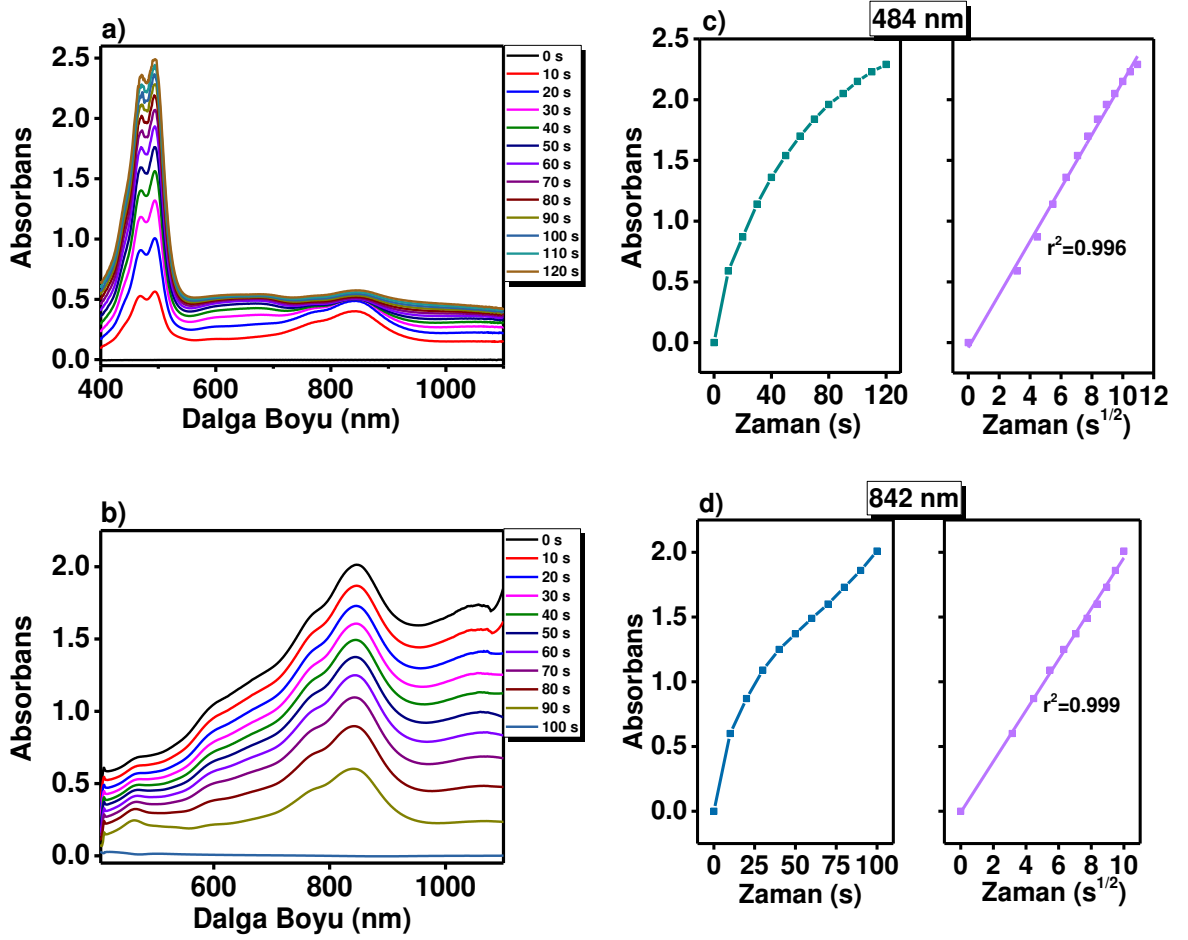 a)
Absorbans
2.5
2.0
1.5
1.0
0.5
0.0
400 600 800 1000
Dalga Boyu (nm)
0 s
10 s
20 s
30 s
40 s
50 s
60 s
70 s
80 s
90 s
100 s
110 s
120 s
c)
484 nm
Absorbans
2.5
2.0
1.5
1.0
0.5
0.0
0 40 80 120
Zaman (s)
r²=0.996
0 2 4 6 8 10 12
Zaman (s^1/2)
b)
Absorbans
2.0
1.5
1.0
0.5
0.0
600 800 1000
Dalga Boyu (nm)
0 s
10 s
20 s
30 s
40 s
50 s
60 s
70 s
80 s
90 s
100 s
d)
842 nm
Absorbans
2.0
1.5
1.0
0.5
0.0
0 25 50 75 100
Zaman (s)
r²=0.999
0 2 4 6 8 10
Zaman (s^1/2)